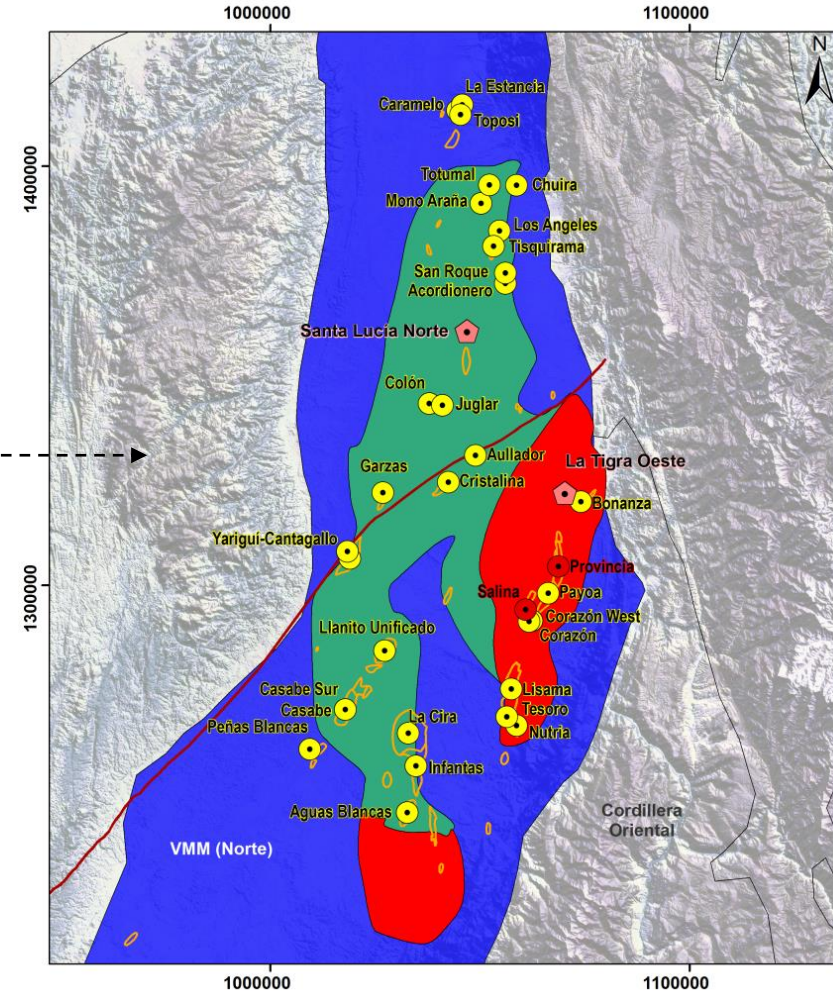 1000000
1100000
N
La Estancia
Caramelo
Toposi
1400000
Totumal
Chuira
Mono Araña
Los Angeles
Tisquirama
San Roque
Acordionero
Santa Lucia Norte
Colón
Juglar
Aullador
La Tigra Oeste
Garzas
Cristalina
Bonanza
Yariguí-Cantagallo
Provincia
1300000
Salina
Payoa
Corazón West
Corazón
Llanito Unificado
Casabe Sur
Lisama
Casabe
Tesoro
La Cira
Peñas Blancas
Nutria
Infantas
Aguas Blancas
Cordillera
Oriental
VMM (Norte)
1000000
1100000